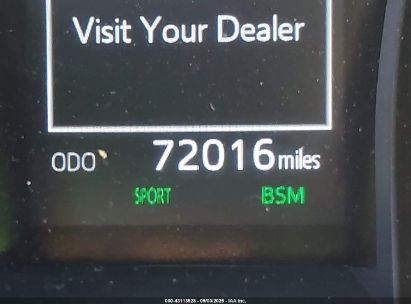 Visit Your Dealer
ODO 72016 miles
SPORT BSM